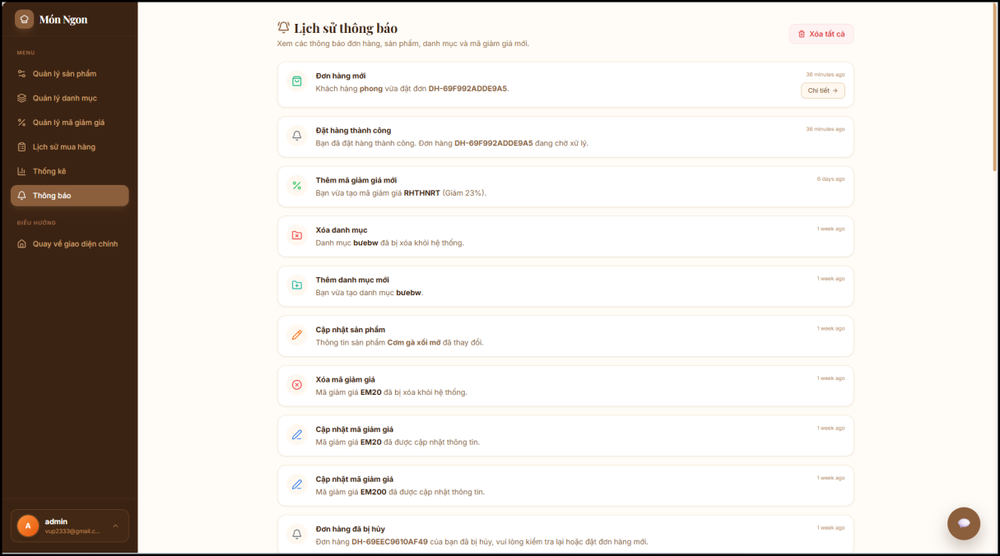 Món Ngon
MENU
Quản lý sản phẩm
Quản lý danh mục
Quản lý mã giảm giá
Lịch sử mua hàng
Thống kê
Thông báo
ĐIỀU HƯỚNG
Quay về giao diện chính
A
admin
vup2333@gmail.c...
Lịch sử thông báo
Xem các thông báo đơn hàng, sản phẩm, danh mục và mã giảm giá mới.
Xóa tất cả
Đơn hàng mới
36 minutes ago
Khách hàng phong vừa đặt đơn DH-69F992ADDE9A5.
Chi tiết →
Đặt hàng thành công
36 minutes ago
Bạn đã đặt hàng thành công. Đơn hàng DH-69F992ADDE9A5 đang chờ xử lý.
Thêm mã giảm giá mới
6 days ago
Bạn vừa tạo mã giảm giá RHTHNRT (Giảm 23%).
Xóa danh mục
1 week ago
Danh mục bưebw đã bị xóa khỏi hệ thống.
Thêm danh mục mới
1 week ago
Bạn vừa tạo danh mục bưebw.
Cập nhật sản phẩm
1 week ago
Thông tin sản phẩm Cơm gà xối mỡ đã thay đổi.
Xóa mã giảm giá
1 week ago
Mã giảm giá EM20 đã bị xóa khỏi hệ thống.
Cập nhật mã giảm giá
1 week ago
Mã giảm giá EM20 đã được cập nhật thông tin.
Cập nhật mã giảm giá
1 week ago
Mã giảm giá EM200 đã được cập nhật thông tin.
Đơn hàng đã bị hủy
1 week ago
Đơn hàng DH-69EEC9610AF49 của bạn đã bị hủy, vui lòng kiểm tra lại hoặc đặt đơn hàng mới.